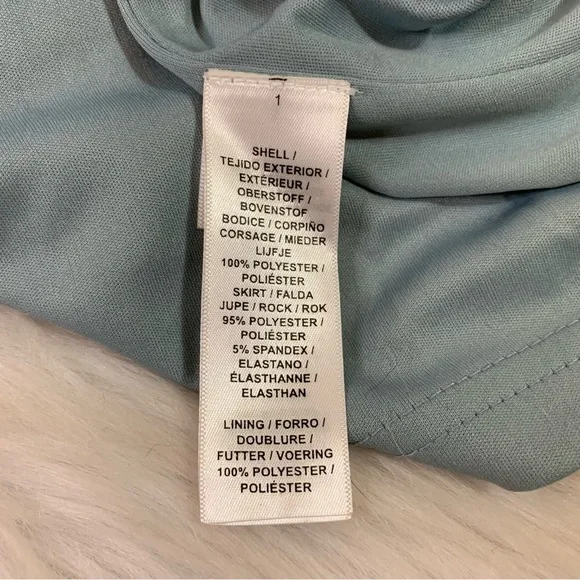 1
SHELL /
TEJIDO EXTERIOR /
EXTÉRIEUR /
OBERSTOFF /
BOVENSTOF
BODICE / CORPIÑO
CORSAGE / MIEDER
LIJFJE
100% POLYESTER /
POLIÉSTER
SKIRT / FALDA
JUPE / ROCK / ROK
95% POLYESTER /
POLIÉSTER
5% SPANDEX /
ELASTANO /
ÉLASTHANNE /
ELASTHAN
LINING / FORRO /
DOUBLURE /
FUTTER / VOERING
100% POLYESTER /
POLIÉSTER